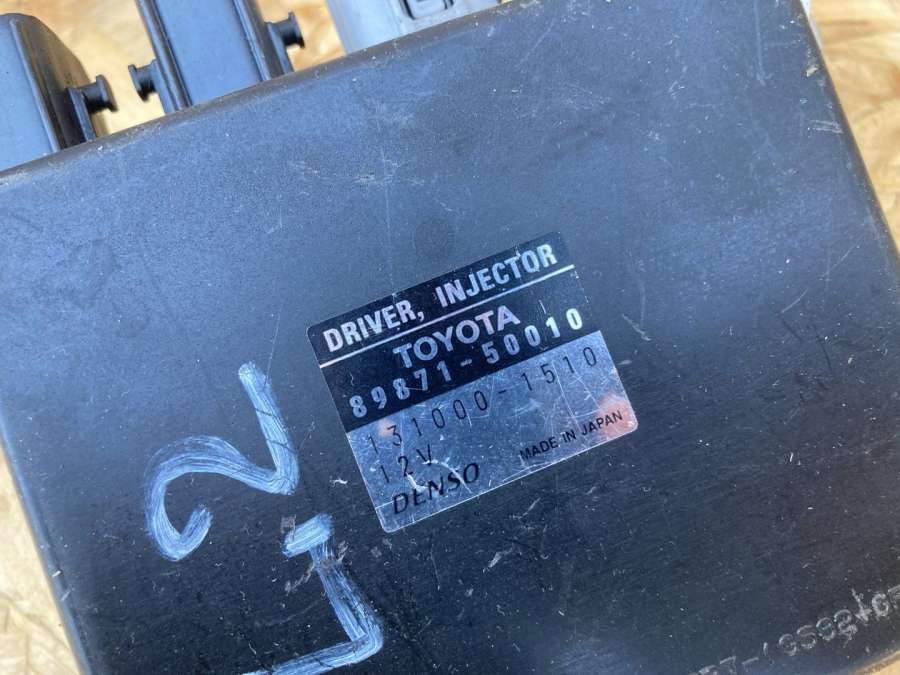 DRIVER, INJECTOR
TOYOTA
89871-50010
131000-1510
12V
DENSO MADE IN JAPAN